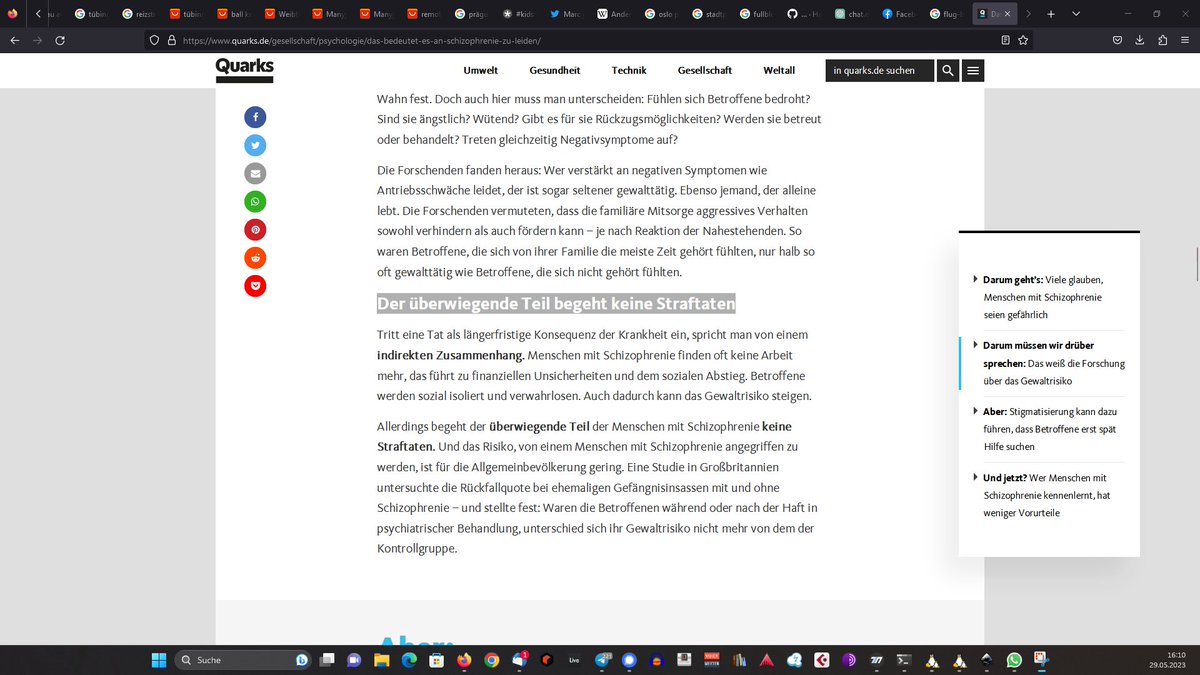 tübin
reizst
tübin
ball k
Weibl
Many
Many
remo
prägu
#kids
Marc
Ande
oslo p
stadtp
fullbl
... - Ha
chat.
Faceb
flug-l
Da
https://www.quarks.de/gesellschaft/psychologie/das-bedeutet-es-an-schizophrenie-zu-leiden/
Quarks
Umwelt
Gesundheit
Technik
Gesellschaft
Weltall
in quarks.de suchen
Wahn fest. Doch auch hier muss man unterscheiden: Fühlen sich Betroffene bedroht?
Sind sie ängstlich? Wütend? Gibt es für sie Rückzugsmöglichkeiten? Werden sie betreut
oder behandelt? Treten gleichzeitig Negativsymptome auf?
Die Forschenden fanden heraus: Wer verstärkt an negativen Symptomen wie
Antriebsschwäche leidet, der ist sogar seltener gewalttätig. Ebenso jemand, der alleine
lebt. Die Forschenden vermuteten, dass die familiäre Mitsorge aggressives Verhalten
sowohl verhindern als auch fördern kann – je nach Reaktion der Nahestehenden. So
waren Betroffene, die sich von ihrer Familie die meiste Zeit gehört fühlten, nur halb so
oft gewalttätig wie Betroffene, die sich nicht gehört fühlten.
Der überwiegende Teil begeht keine Straftaten
Tritt eine Tat als längerfristige Konsequenz der Krankheit ein, spricht man von einem
indirekten Zusammenhang. Menschen mit Schizophrenie finden oft keine Arbeit
mehr, das führt zu finanziellen Unsicherheiten und dem sozialen Abstieg. Betroffene
werden sozial isoliert und verwahrlosen. Auch dadurch kann das Gewaltrisiko steigen.
Allerdings begeht der überwiegende Teil der Menschen mit Schizophrenie keine
Straftaten. Und das Risiko, von einem Menschen mit Schizophrenie angegriffen zu
werden, ist für die Allgemeinbevölkerung gering. Eine Studie in Großbritannien
untersuchte die Rückfallquote bei ehemaligen Gefängnisinsassen mit und ohne
Schizophrenie – und stellte fest: Waren die Betroffenen während oder nach der Haft in
psychiatrischer Behandlung, unterschied sich ihr Gewaltrisiko nicht mehr von dem der
Kontrollgruppe.
Darum geht's: Viele glauben,
Menschen mit Schizophrenie
seien gefährlich
Darum müssen wir drüber
sprechen: Das weiß die Forschung
über das Gewaltrisiko
Aber: Stigmatisierung kann dazu
führen, dass Betroffene erst spät
Hilfe suchen
Und jetzt? Wer Menschen mit
Schizophrenie kennenlernt, hat
weniger Vorurteile
Aber:
Suche
Live
16:10
29.05.2023